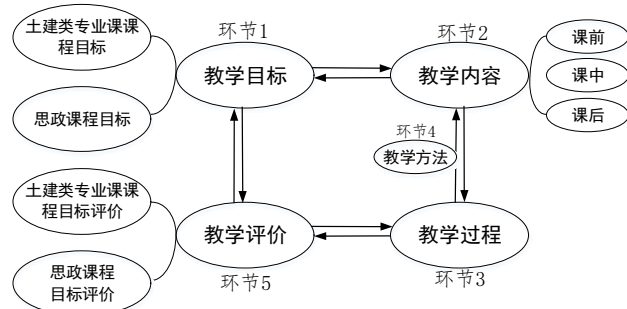 土建类专业课课
程目标
环节1
环节2
教学目标
教学内容
课前
课中
课后
思政课程目标
环节4
教学方法
土建类专业课课
程目标评价
教学评价
教学过程
思政课程
目标评价
环节5
环节3